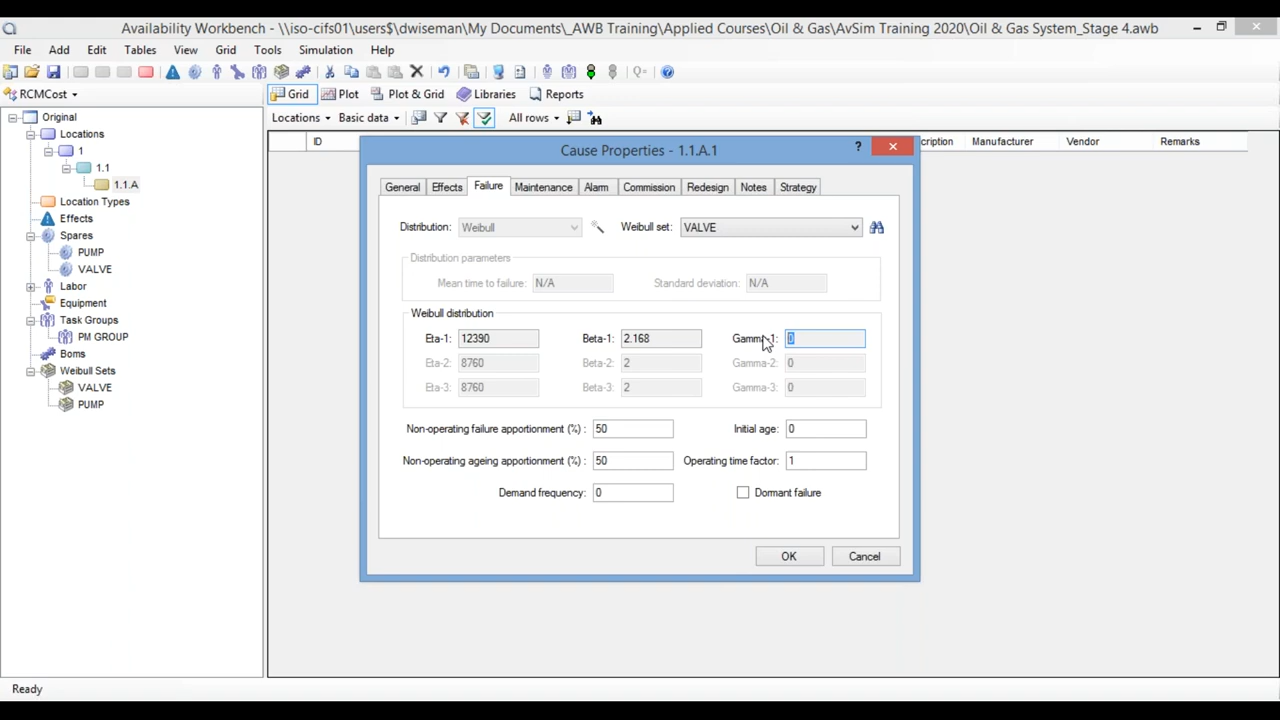 Availability Workbench - \\iso-cifs01\users$\dwiseman\My Documents\_AWB Training\Applied Courses\Oil & Gas\AvSim Training 2020\Oil & Gas System_Stage 4.awb
File Add Edit Tables View Grid Tools Simulation Help
RCMCost Grid Plot Plot & Grid Libraries Reports
Locations Basic data All rows
ID cription Manufacturer Vendor Remarks
Original
Locations
1
1.1
1.1.A
Location Types
Effects
Spares
PUMP
VALVE
Labor
Equipment
Task Groups
PM GROUP
Boms
Weibull Sets
VALVE
PUMP
Cause Properties - 1.1.A.1
General Effects Failure Maintenance Alarm Commission Redesign Notes Strategy
Distribution: Weibull Weibull set: VALVE
Distribution parameters
Mean time to failure: N/A Standard deviation: N/A
Weibull distribution
Eta-1: 12390 Beta-1: 2.168 Gamma-1: 0
Eta-2: 8760 Beta-2: 2 Gamma-2: 0
Eta-3: 8760 Beta-3: 2 Gamma-3: 0
Non-operating failure apportionment (%) : 50 Initial age: 0
Non-operating ageing apportionment (%) : 50 Operating time factor: 1
Demand frequency: 0 Dormant failure
OK Cancel
Ready